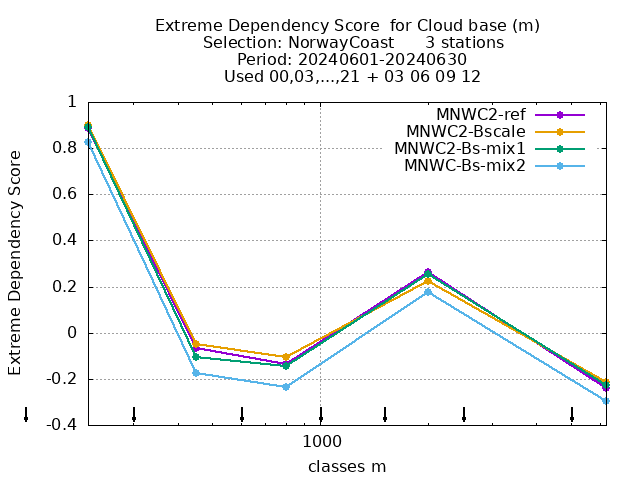 Extreme Dependency Score  for Cloud base (m)
Selection: NorwayCoast      3 stations
Period: 20240601-20240630
Used 00,03,...,21 + 03 06 09 12
MNWC2-ref
MNWC2-Bscale
MNWC2-Bs-mix1
MNWC-Bs-mix2
Extreme Dependency Score
1
0.8
0.6
0.4
0.2
0
-0.2
-0.4
1000
classes m